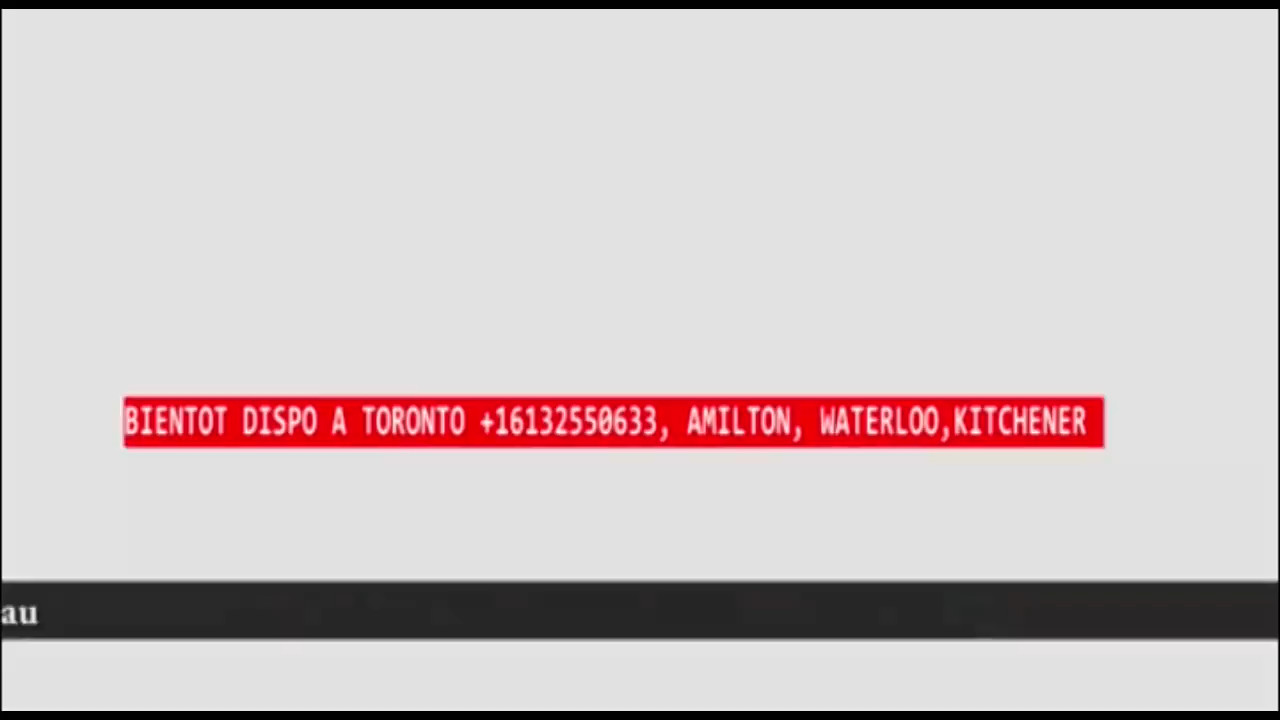 BIENTOT DISPO A TORONTO +16132550633, AMILTON, WATERLOO,KITCHENER
au